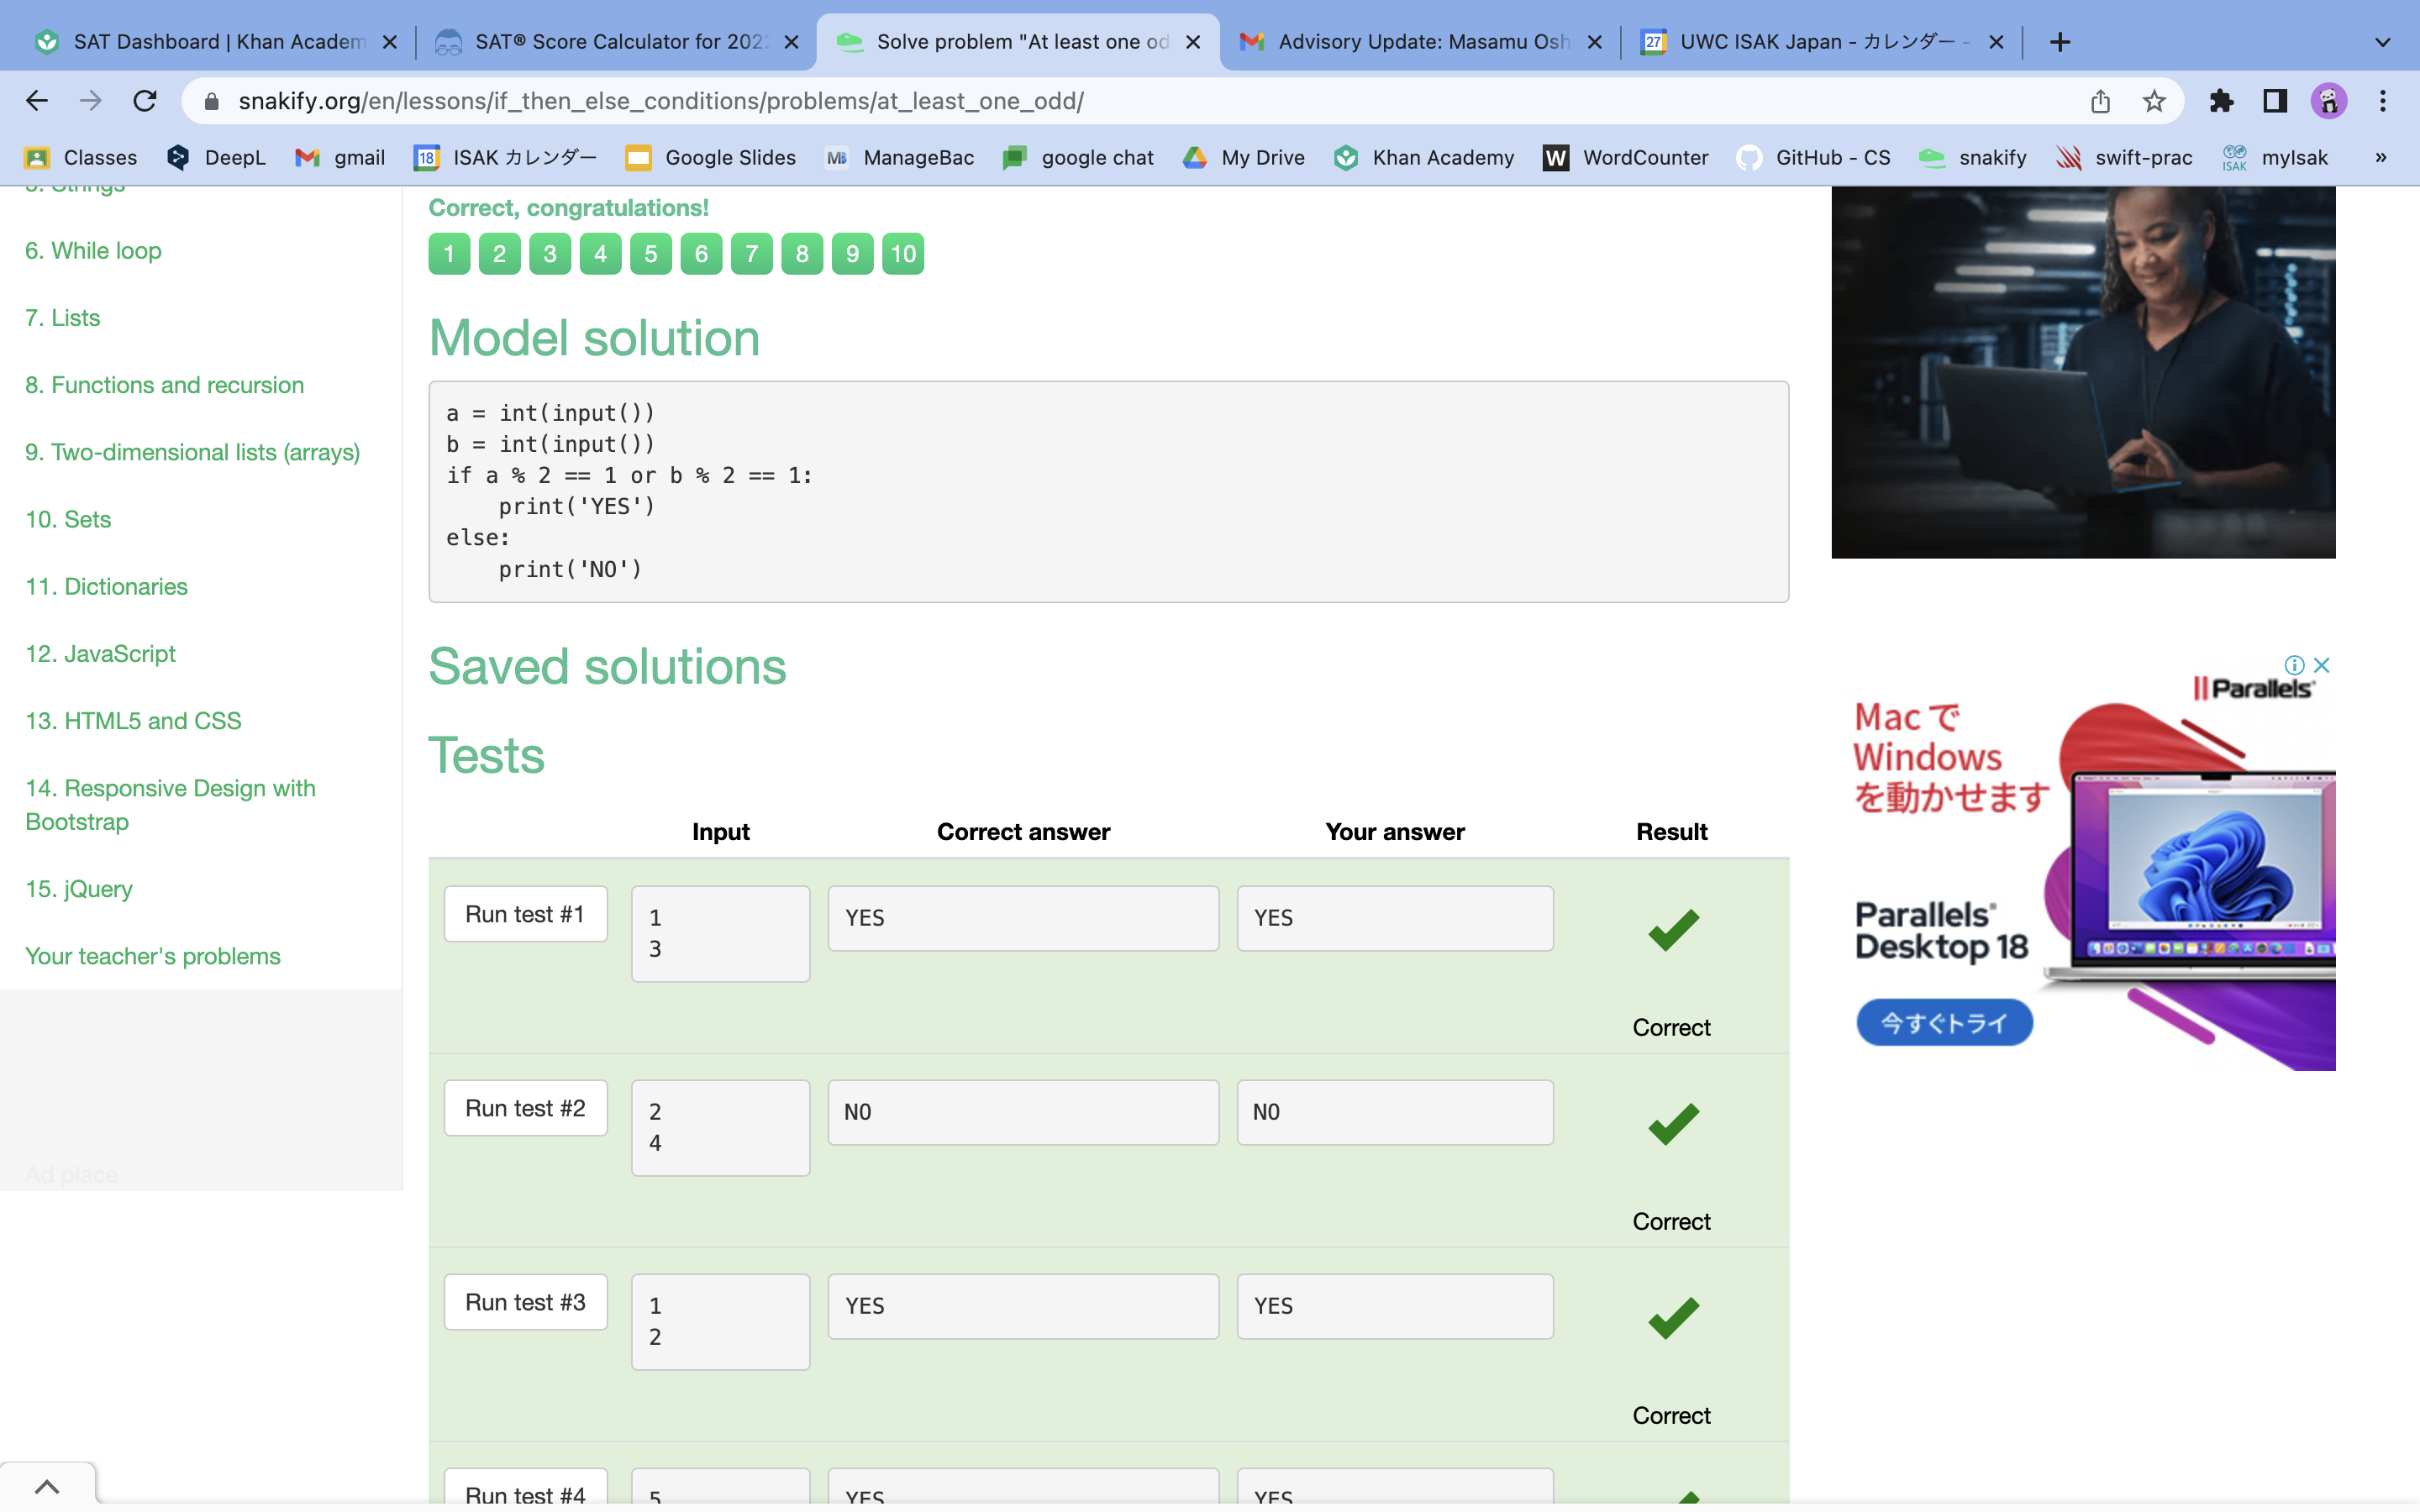 SAT Dashboard | Khan Academ
SAT® Score Calculator for 202
Solve problem "At least one od
Advisory Update: Masamu Osh
27
UWC ISAK Japan - カレンダー -
snakify.org/en/lessons/if_then_else_conditions/problems/at_least_one_odd/
Classes
DeepL
gmail
18
ISAK カレンダー
Google Slides
MB
ManageBac
google chat
My Drive
Khan Academy
W
WordCounter
GitHub - CS
snakify
swift-prac
ISAK
myIsak
»
5. Strings
6. While loop
7. Lists
8. Functions and recursion
9. Two-dimensional lists (arrays)
10. Sets
11. Dictionaries
12. JavaScript
13. HTML5 and CSS
14. Responsive Design with
Bootstrap
15. jQuery
Your teacher's problems
Ad place
Correct, congratulations!
1 2 3 4 5 6 7 8 9 10
Model solution
a = int(input())
b = int(input())
if a % 2 == 1 or b % 2 == 1:
    print('YES')
else:
    print('NO')
Saved solutions
Tests
Input Correct answer Your answer Result
Run test #1
1
3
YES
YES
Correct
Run test #2
2
4
NO
NO
Correct
Run test #3
1
2
YES
YES
Correct
Run test #4
5
YES
YES
Parallels
Mac で
Windows
を動かせます
Parallels®
Desktop 18
今すぐトライ